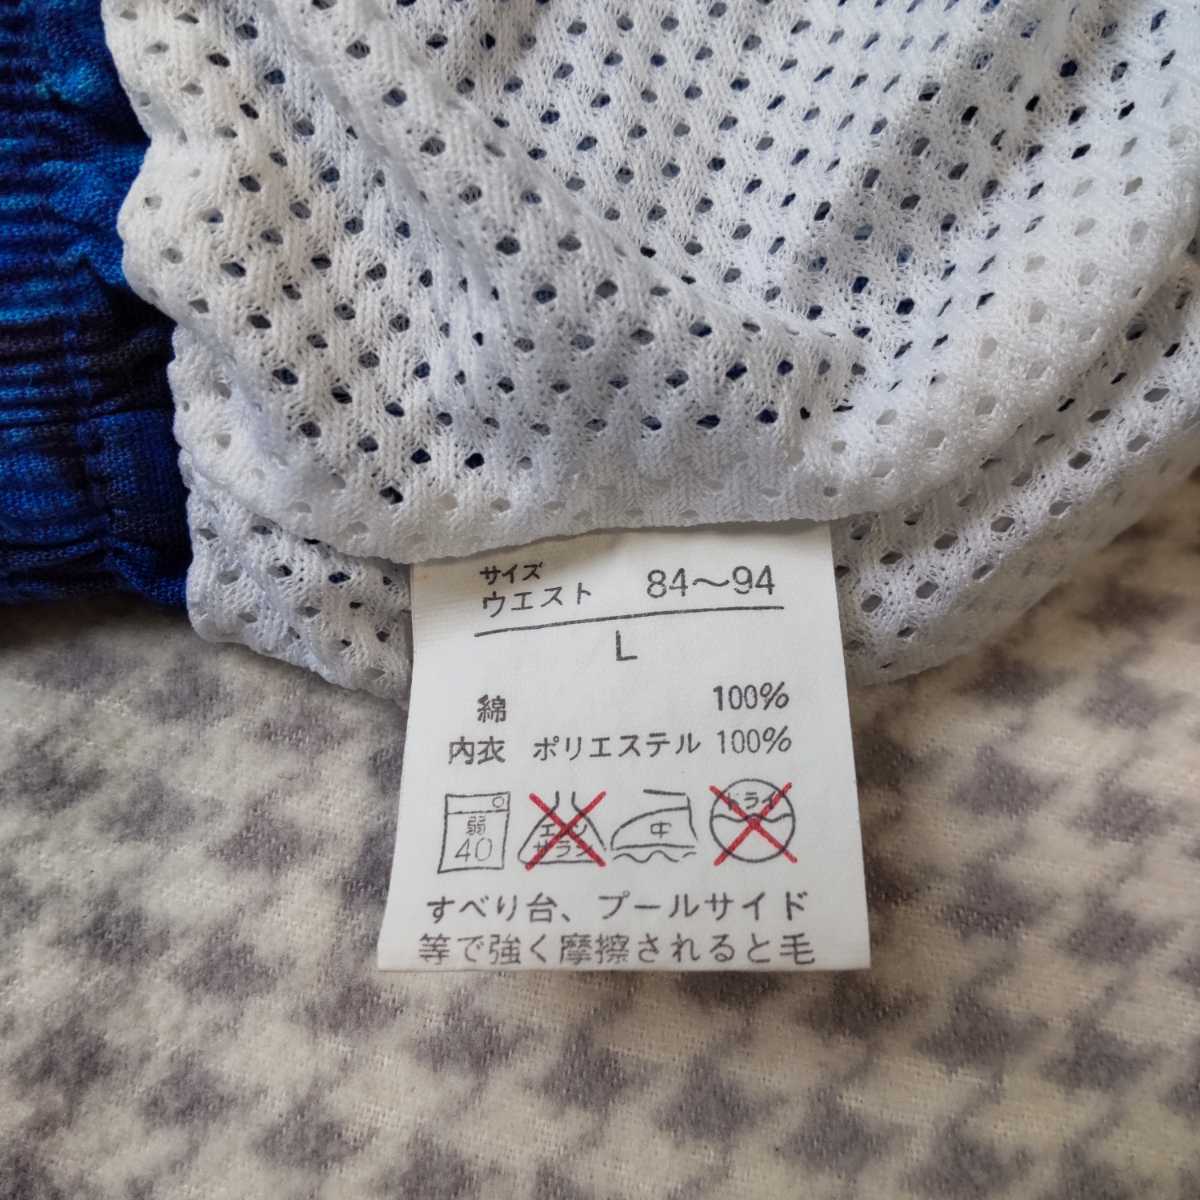 サイズ
ウエスト 84〜94
L
綿 100%
内衣 ポリエステル 100%
弱
40
エンソ
サラシ
中
ドライ
すべり台、プールサイド
等で強く摩擦されると毛